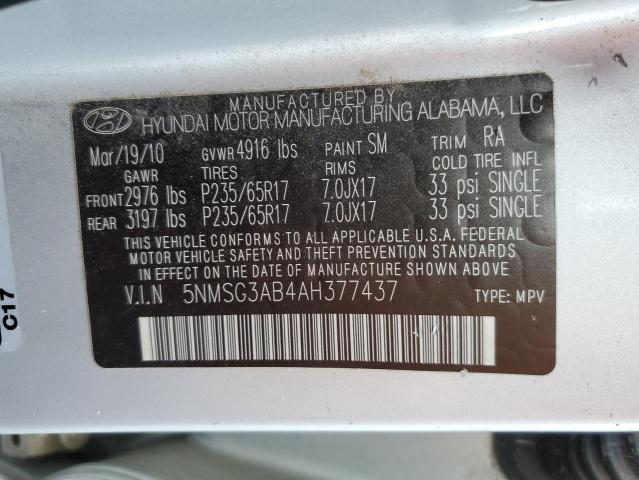 MANUFACTURED BY
HYUNDAI MOTOR MANUFACTURING ALABAMA, LLC
Mar/19/10 GVWR 4916 lbs PAINT SM TRIM RA
GAWR TIRES RIMS COLD TIRE INFL
FRONT 2976 lbs P235/65R17 7.0JX17 33 psi SINGLE
REAR 3197 lbs P235/65R17 7.0JX17 33 psi SINGLE
THIS VEHICLE CONFORMS TO ALL APPLICABLE U.S.A. FEDERAL
MOTOR VEHICLE SAFETY AND THEFT PREVENTION STANDARDS
IN EFFECT ON THE DATE OF MANUFACTURE SHOWN ABOVE.
V.I.N 5NMSG3AB4AH377437 TYPE: MPV
C17